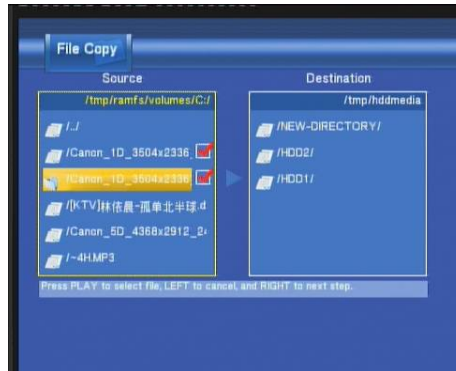 File Copy
Source
Destination
/tmp/ramfs/volumes/C:/
/tmp/hddmedia
/../
/NEW-DIRECTORY/
/Canon_1D_3504x2336_
/HDD2/
/Canon_1D_3504x2336
/HDD1/
/[KTV]林依晨-孤单北半球.d
/Canon_5D_4368x2912_2
/~4H.MP3
Press PLAY to select file, LEFT to cancel, and RIGHT to next step.